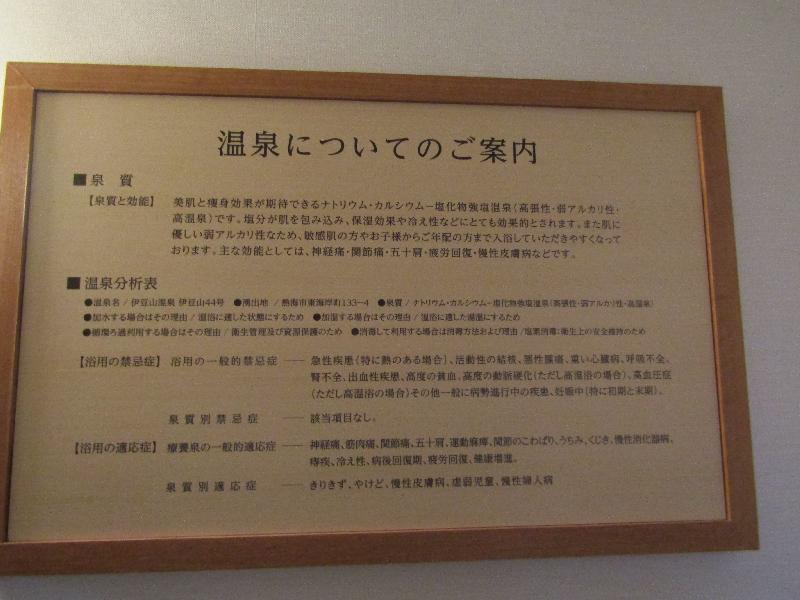 温泉についてのご案内
■泉 質
【泉質と効能】 美肌と痩身効果が期待できるナトリウム・カルシウム－塩化物強塩温泉（高張性・弱アルカリ性・
高温泉）です。塩分が肌を包み込み、保湿効果や冷え性などにとても効果的とされます。また肌に
優しい弱アルカリ性なため、敏感肌の方やお子様からご年配の方まで入浴していただきやすくなって
おります。主な効能としては、神経痛・関節痛・五十肩・疲労回復・慢性皮膚病などです。
■温泉分析表
●温泉名 / 伊豆山温泉 伊豆山44号 ●湧出地 / 熱海市東海岸町133－4 ●泉質 / ナトリウム・カルシウム－塩化物強塩温泉（高張性・弱アルカリ性・高温泉）
●加水する場合はその理由 / 温浴に適した状態にするため ●加温する場合はその理由 / 温浴に適した湯温にするため
●循環ろ過利用する場合はその理由 / 衛生管理及び資源保護のため ●消毒して利用する場合は消毒方法および理由 / 塩素消毒：衛生上の安全維持のため
【浴用の禁忌症】 浴用の一般的禁忌症 ── 急性疾患（特に熱のある場合）、活動性の結核、悪性腫瘍、重い心臓病、呼吸不全、
腎不全、出血性疾患、高度の貧血、高度の動脈硬化（ただし高温浴の場合）、高血圧症
（ただし高温浴の場合）その他一般に病勢進行中の疾患、妊娠中（特に初期と末期）。
泉質別禁忌症 ── 該当項目なし。
【浴用の適応症】 療養泉の一般的適応症 ── 神経痛、筋肉痛、関節痛、五十肩、運動麻痺、関節のこわばり、うちみ、くじき、慢性消化器病、
痔疾、冷え性、病後回復期、疲労回復、健康増進。
泉質別適応症 ── きりきず、やけど、慢性皮膚病、虚弱児童、慢性婦人病